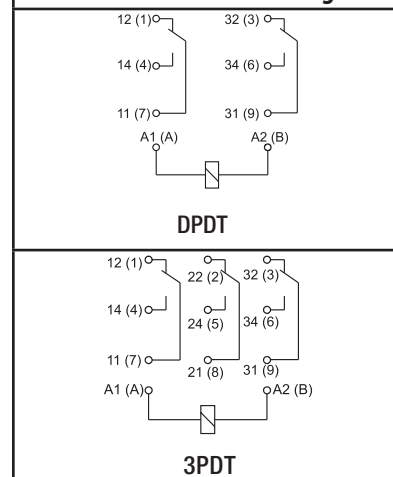 12 (1) 32 (3)
14 (4) 34 (6)
11 (7) 31 (9)
A1 (A) A2 (B)
DPDT
12 (1) 22 (2) 32 (3)
14 (4) 24 (5) 34 (6)
11 (7) 21 (8) 31 (9)
A1 (A) A2 (B)
3PDT